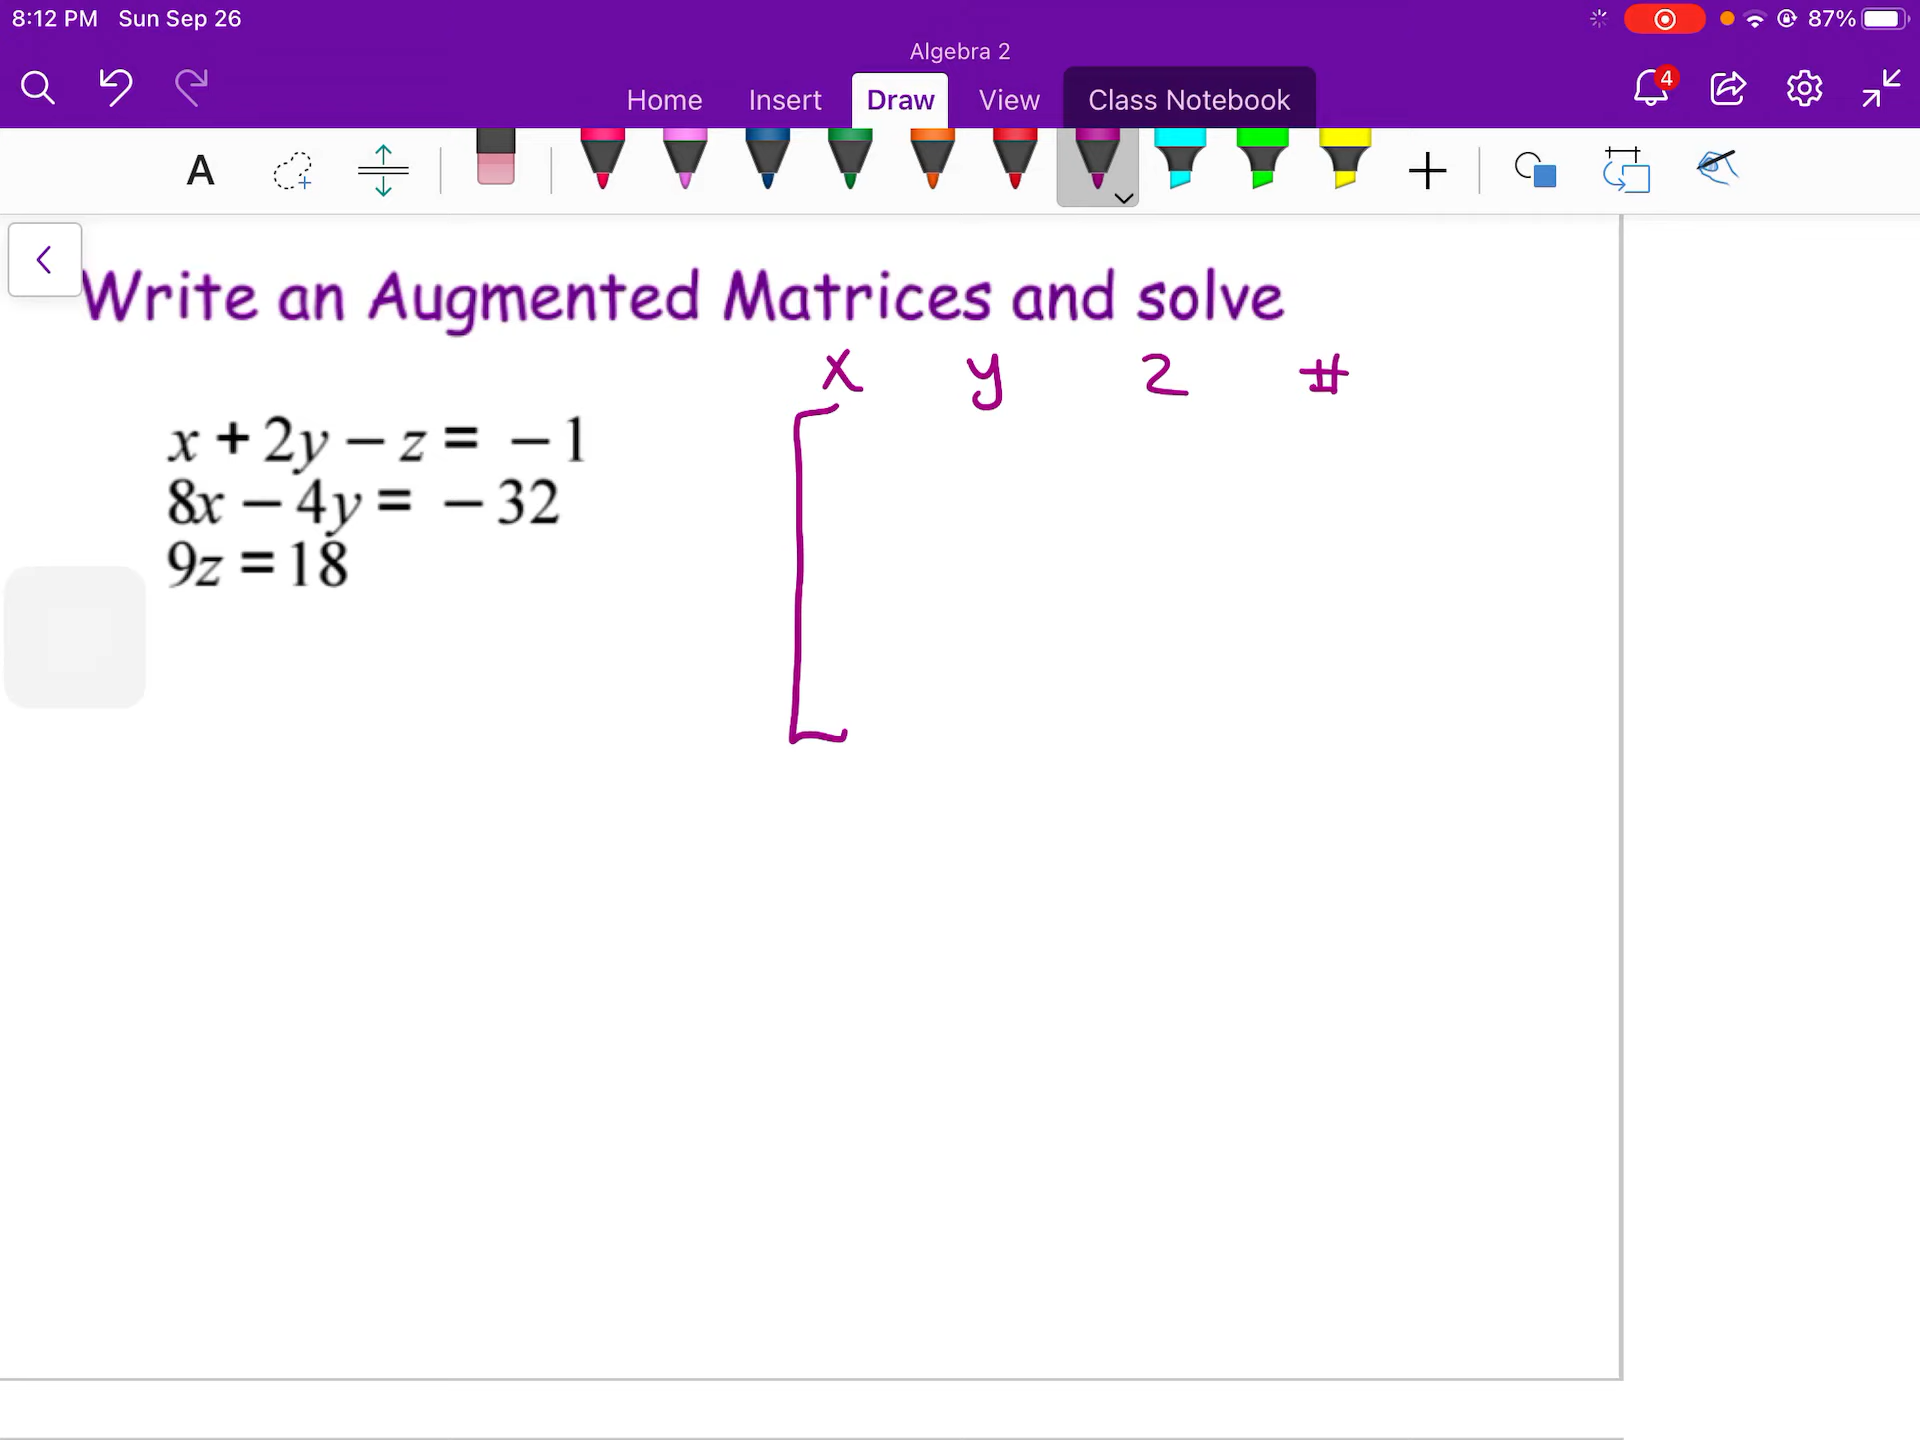 8:12 PM Sun Sep 26
87%
Algebra 2
Home Insert Draw View Class Notebook
4
A
Write an Augmented Matrices and solve
x y z #
x + 2y − z = −1
8x − 4y = −32
9z = 18